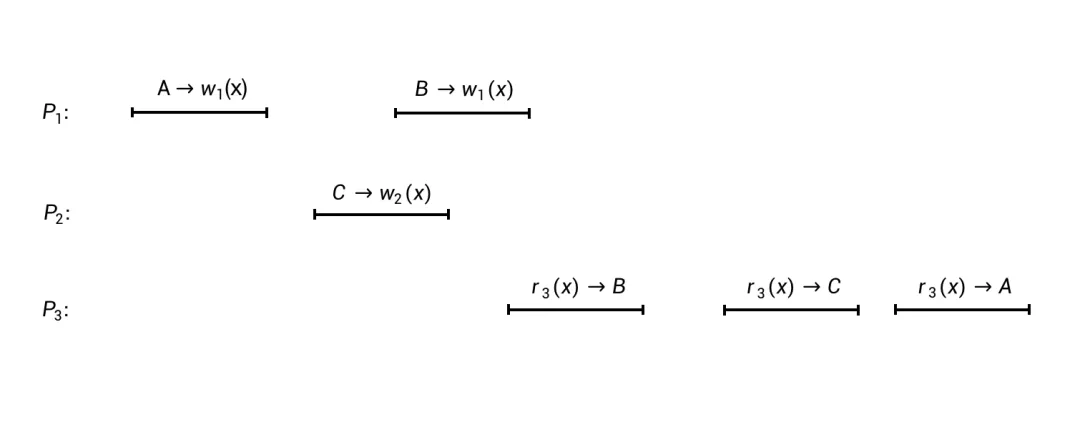 A → w₁(x) B → w₁(x)
P₁:
C → w₂(x)
P₂:
r₃(x) → B r₃(x) → C r₃(x) → A
P₃: